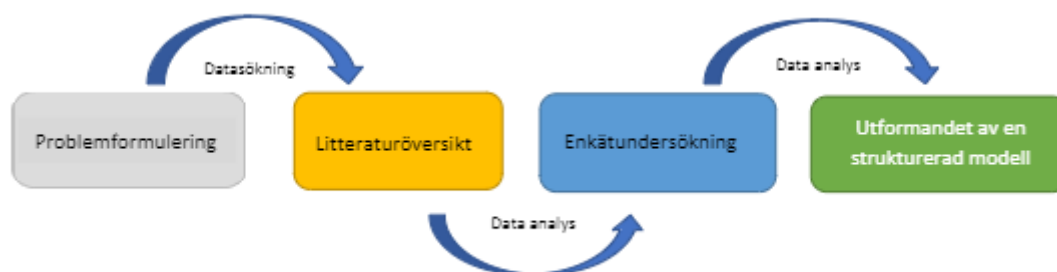 Datasökning
Data analys
Problemformulering
Litteraturöversikt
Enkätundersökning
Utformandet av en
strukturerad modell
Data analys